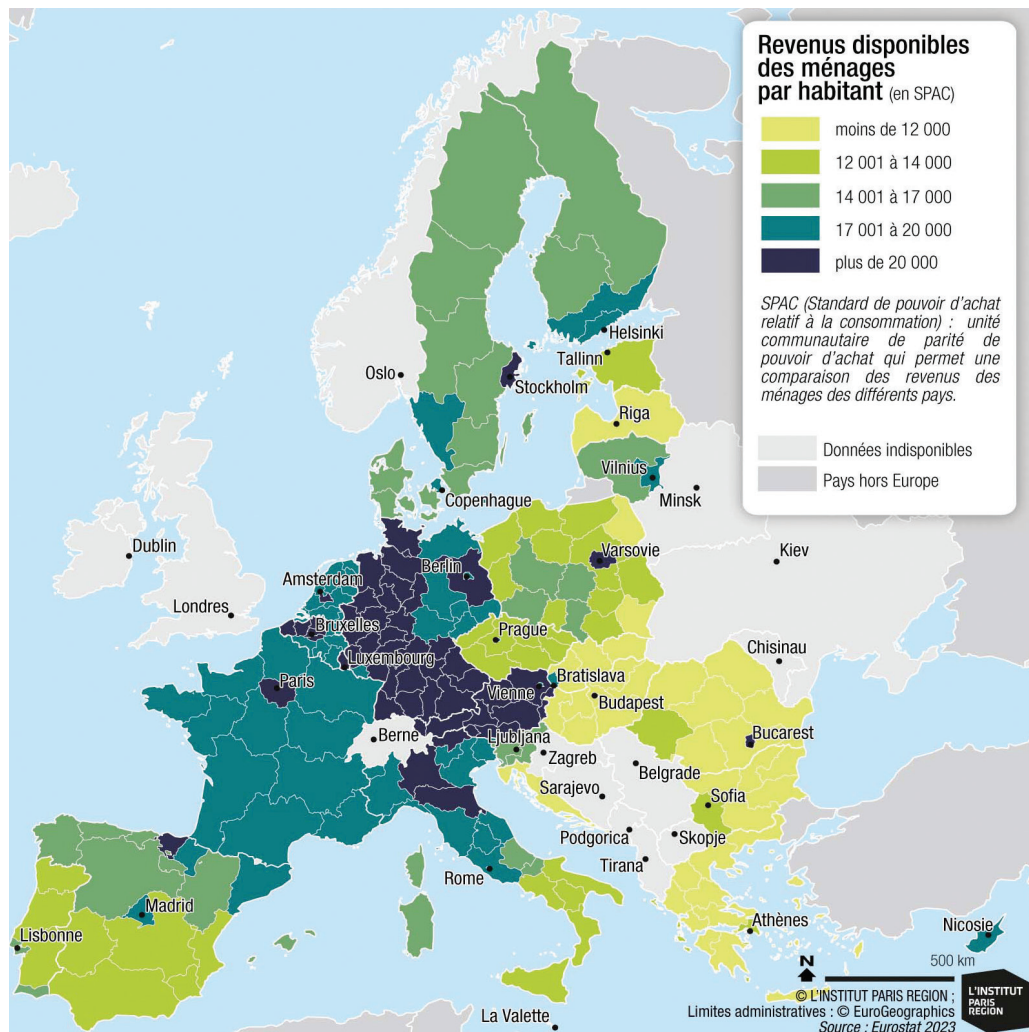 Revenus disponibles
des ménages
par habitant (en SPAC)
moins de 12 000
12 001 à 14 000
14 001 à 17 000
17 001 à 20 000
plus de 20 000
SPAC (Standard de pouvoir d'achat
relatif à la consommation) : unité
communautaire de parité de
pouvoir d'achat qui permet une
comparaison des revenus des
ménages des différents pays.
Données indisponibles
Pays hors Europe
Helsinki
Tallinn
Oslo
Stockholm
Riga
Vilnius
Minsk
Copenhague
Dublin
Varsovie
Kiev
Berlin
Amsterdam
Londres
Bruxelles
Prague
Luxembourg
Chisinau
Paris
Bratislava
Vienne
Budapest
Berne
Ljubljana
Bucarest
Zagreb
Belgrade
Sarajevo
Sofia
Podgorica
Skopje
Tirana
Rome
Madrid
Lisbonne
Athènes
Nicosie
La Valette
N
500 km
© L'INSTITUT PARIS REGION ;
Limites administratives : © EuroGeographics
Source : Eurostat 2023
L'INSTITUT
PARIS
REGION